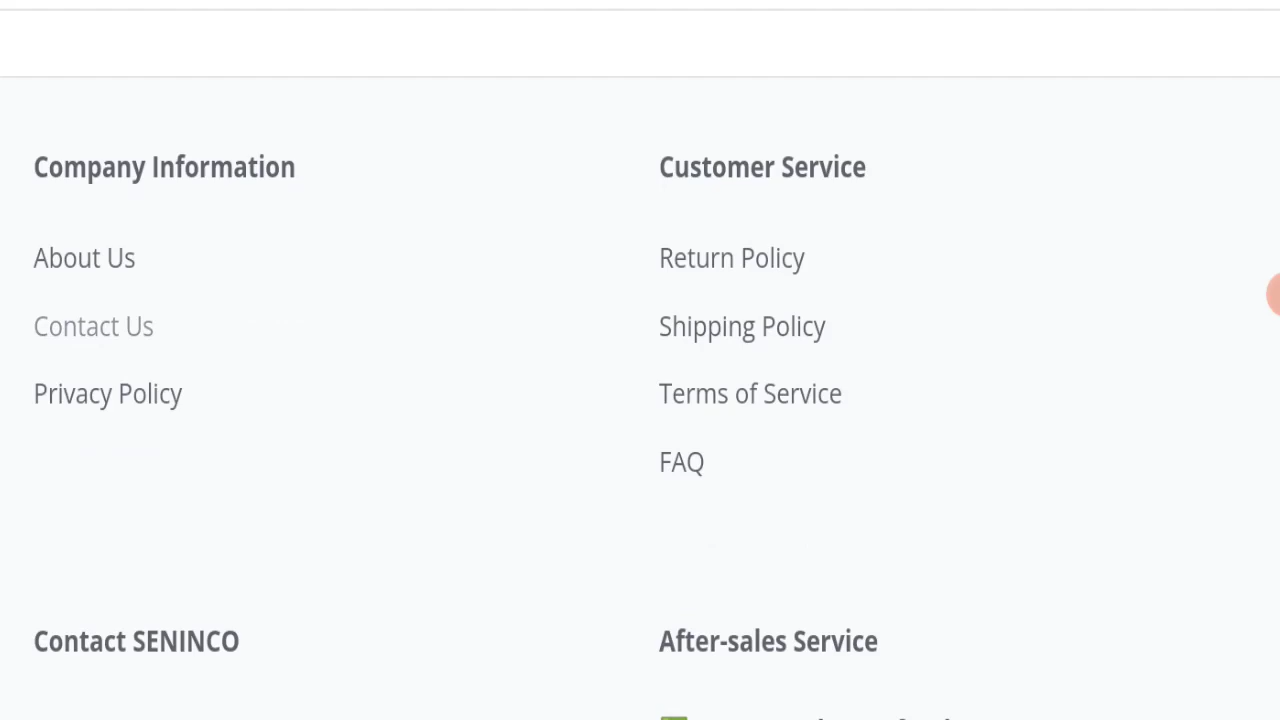 Company Information
About Us
Contact Us
Privacy Policy
Customer Service
Return Policy
Shipping Policy
Terms of Service
FAQ
Contact SENINCO
After-sales Service